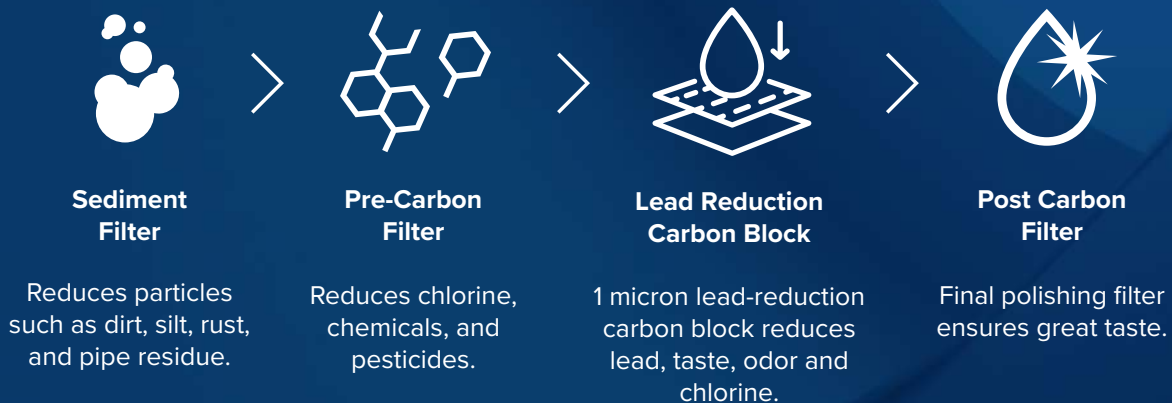 Sediment
Filter
Reduces particles
such as dirt, silt, rust,
and pipe residue.
Pre-Carbon
Filter
Reduces chlorine,
chemicals, and
pesticides.
Lead Reduction
Carbon Block
1 micron lead-reduction
carbon block reduces
lead, taste, odor and
chlorine.
Post Carbon
Filter
Final polishing filter
ensures great taste.